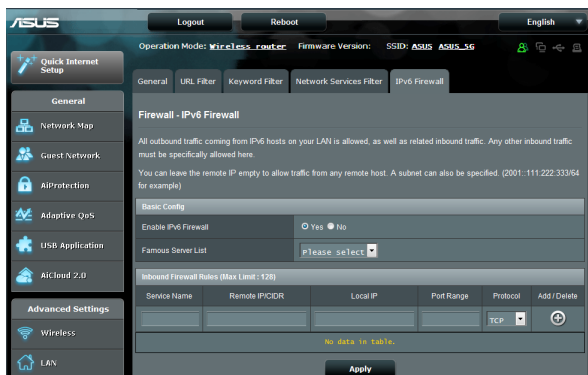 ASUS
Logout
Reboot
English
Operation Mode: Wireless router Firmware Version: SSID: ASUS ASUS_5G
Quick Internet
Setup
General
Network Map
Guest Network
AiProtection
Adaptive QoS
USB Application
AiCloud 2.0
Advanced Settings
Wireless
LAN
General
URL Filter
Keyword Filter
Network Services Filter
IPv6 Firewall
Firewall - IPv6 Firewall
All outbound traffic coming from IPv6 hosts on your LAN is allowed, as well as related inbound traffic. Any other inbound traffic
must be specifically allowed here.
You can leave the remote IP empty to allow traffic from any remote host. A subnet can also be specified. (2001::111:222:333/64
for example)
Basic Config
Enable IPv6 Firewall
Yes No
Famous Server List
Please select
Inbound Firewall Rules (Max Limit : 128)
Service Name Remote IP/CIDR Local IP Port Range Protocol Add / Delete
TCP
No data in table.
Apply